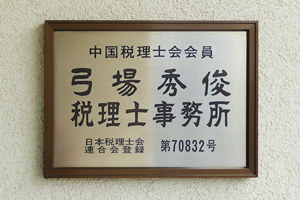 中国税理士会会員
弓場秀俊
税理士事務所
日本税理士会
連合会登録 第70832号